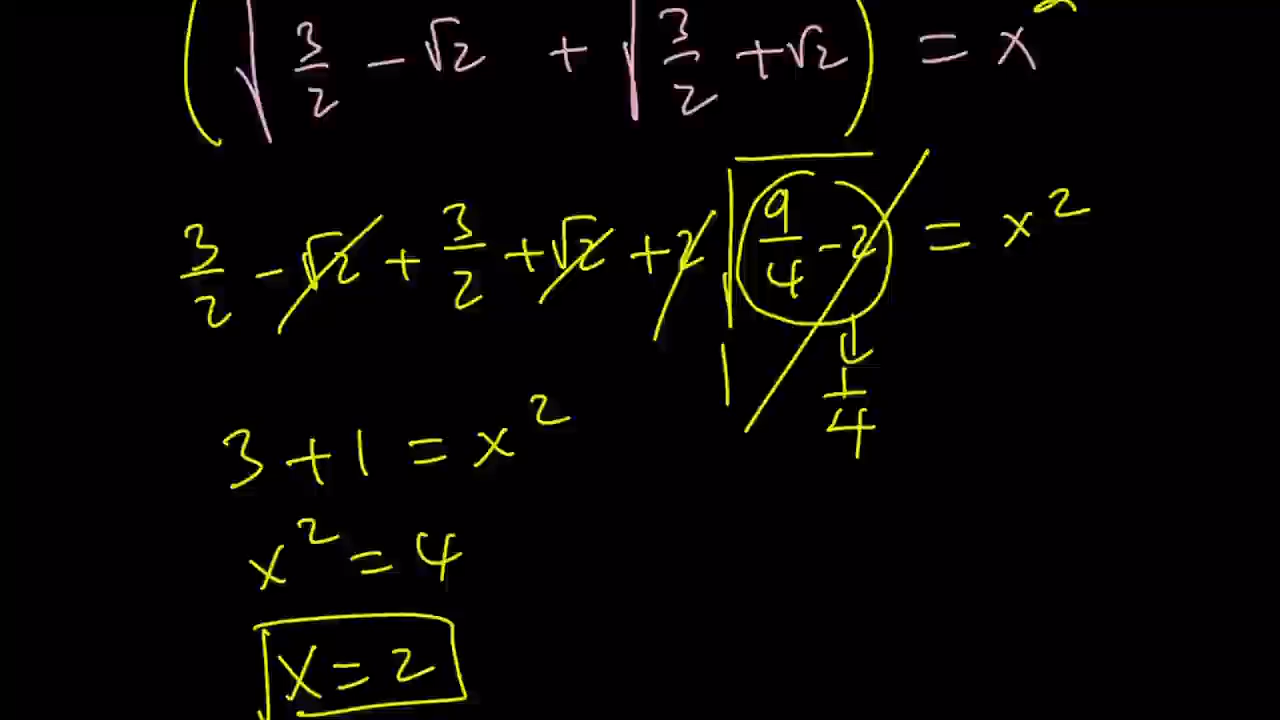 (√(3/2 - √2) + √(3/2 + √2))² = x²
3/2 - √2 + 3/2 + √2 + 2√(9/4 - 2) = x²
1 1/4
3 + 1 = x²
x² = 4
x = 2